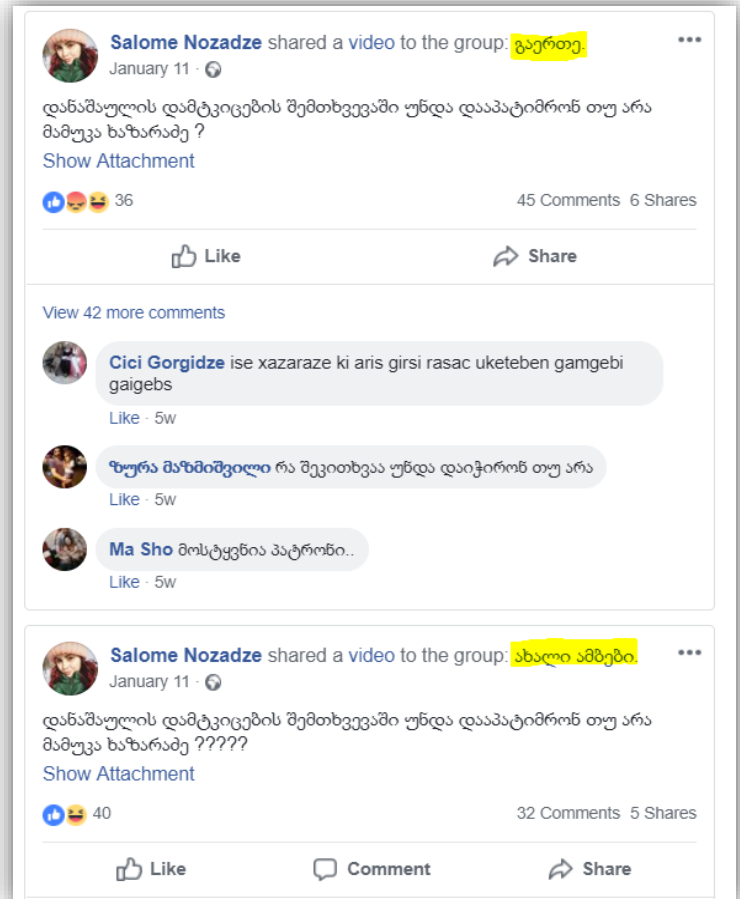 Salome Nozadze shared a video to the group: გაერთე.
January 11 ·
დანაშაულის დამტკიცების შემთხვევაში უნდა დააპატიმრონ თუ არა
მამუკა ხაზარაძე ?
Show Attachment
36 45 Comments 6 Shares
Like Share
View 42 more comments
Cici Gorgidze ise xazaraze ki aris girsi rasac uketeben gamgebi
gaigebs
Like · 5w
ზურა მაზმიშვილი რა შეკითხვაა უნდა დაიჭირონ თუ არა
Like · 5w
Ma Sho მოსტყვნია პატრონი..
Like · 5w
Salome Nozadze shared a video to the group: ახალი ამბები.
January 11 ·
დანაშაულის დამტკიცების შემთხვევაში უნდა დააპატიმრონ თუ არა
მამუკა ხაზარაძე ?????
Show Attachment
40 32 Comments 5 Shares
Like Comment Share